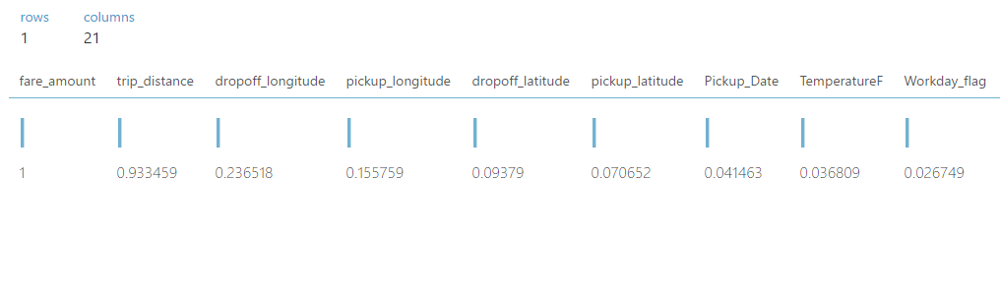 rows columns
1 21
fare_amount trip_distance dropoff_longitude pickup_longitude dropoff_latitude pickup_latitude Pickup_Date TemperatureF Workday_flag
1 0.933459 0.236518 0.155759 0.09379 0.070652 0.041463 0.036809 0.026749